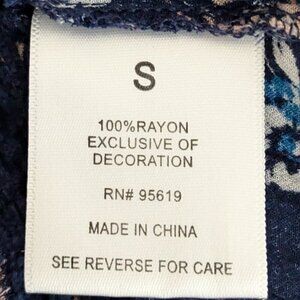 S
100%RAYON
EXCLUSIVE OF
DECORATION
RN# 95619
MADE IN CHINA
SEE REVERSE FOR CARE